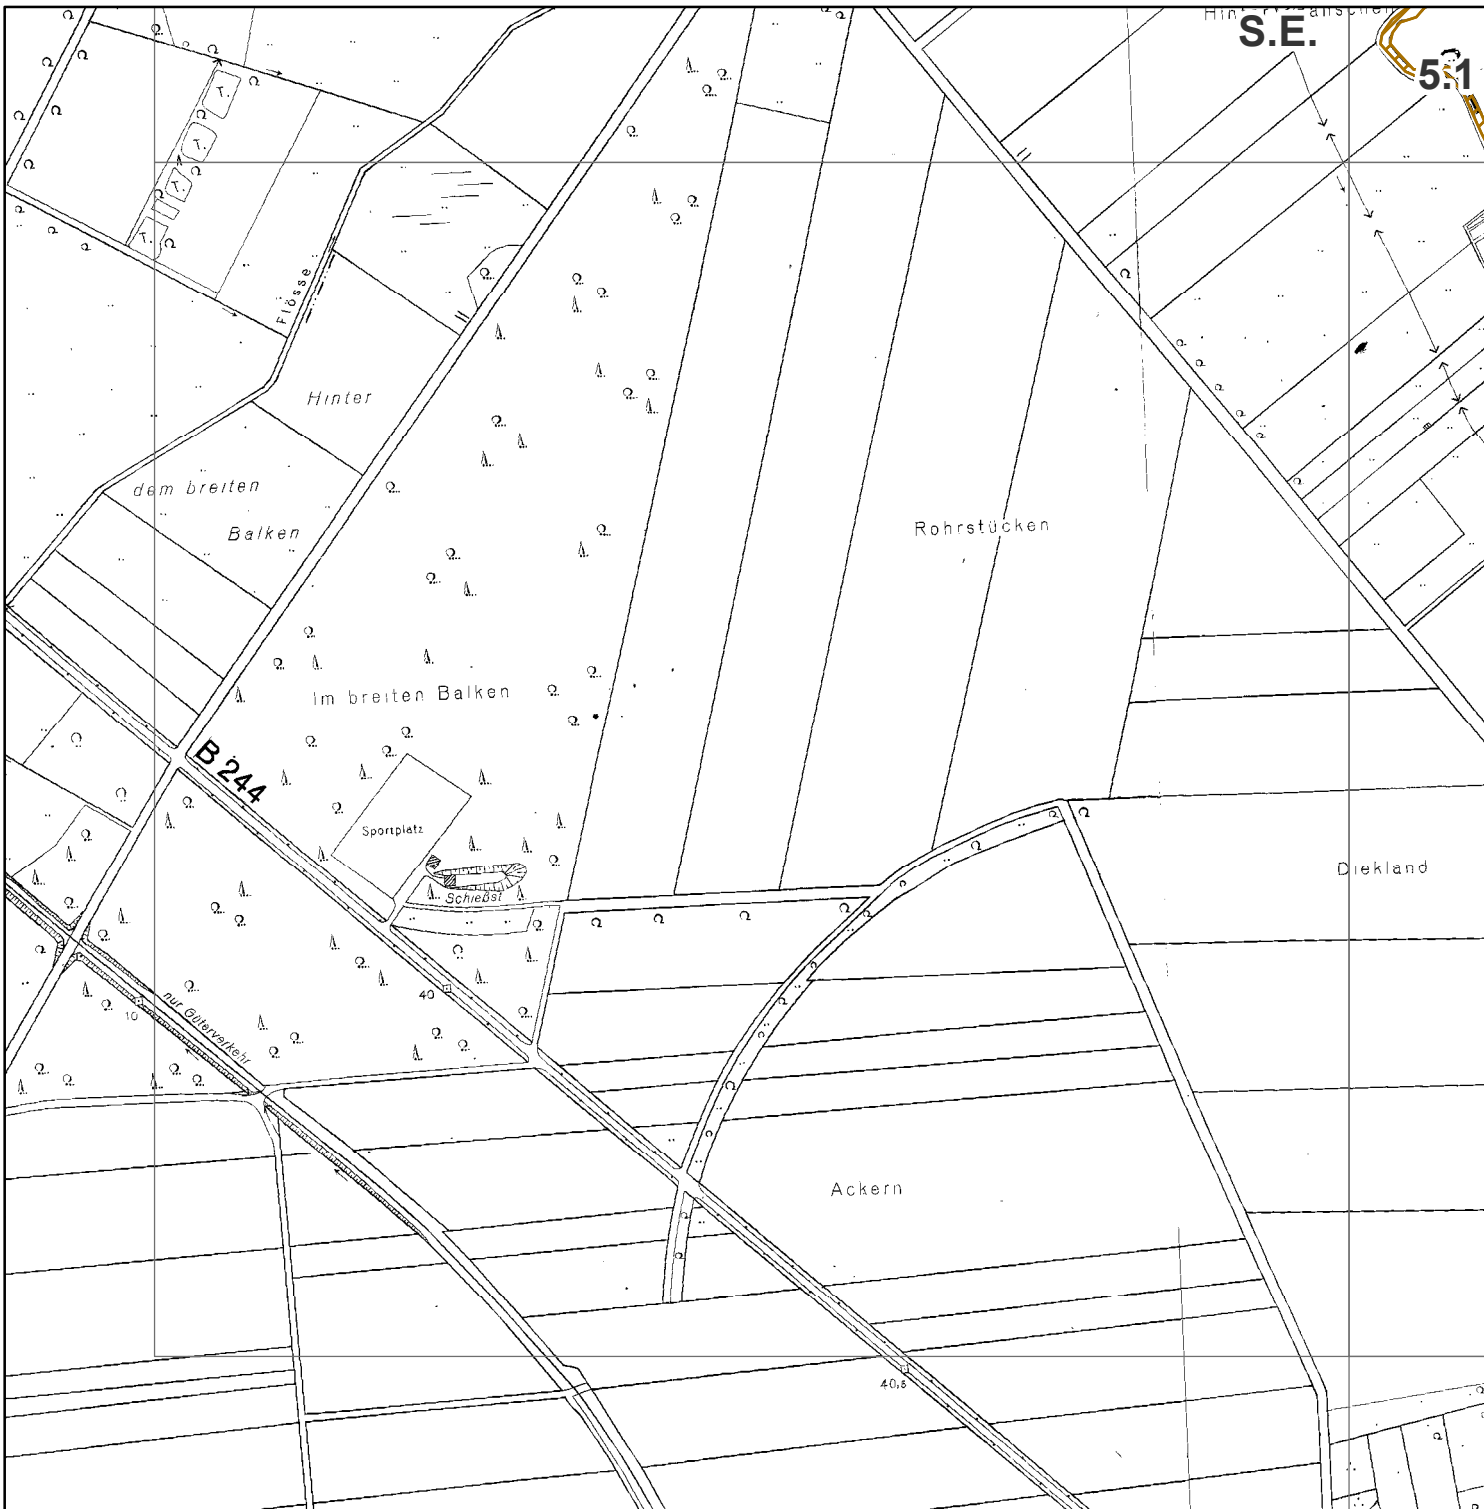 S.E.
5.1
T.
T.
T.
T.
Flösse
Hinter
dem breiten
Balken
Rohrstücken
Im breiten Balken
B 244
Sportplatz
Schießst
Diekland
40
10
nur Güterverkehr
Ackern
40,5